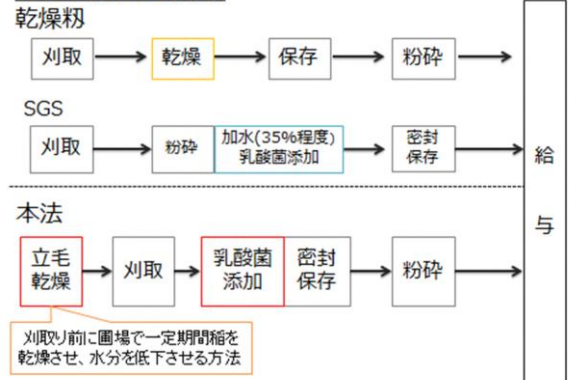 乾燥籾
刈取
乾燥
保存
粉砕
SGS
刈取
粉砕
加水(35%程度)
乳酸菌添加
密封
保存
給
与
本法
立毛
乾燥
刈取
乳酸菌
添加
密封
保存
粉砕
刈取り前に圃場で一定期間稲を
乾燥させ、水分を低下させる方法